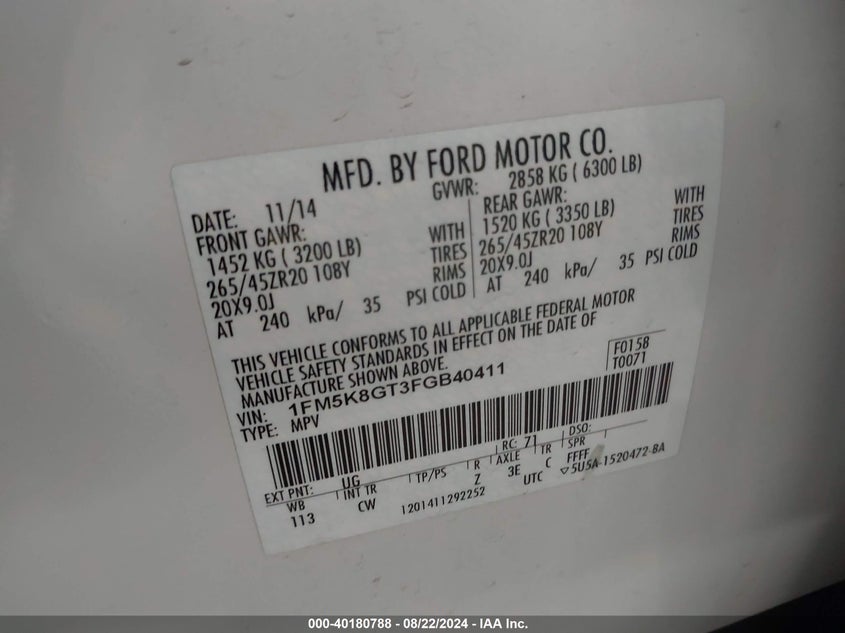 MFD. BY FORD MOTOR CO.
DATE: 11/14
GVWR: 2858 KG ( 6300 LB)
FRONT GAWR:
1452 KG ( 3200 LB) WITH
265/45ZR20 108Y TIRES
20X9.0J RIMS
AT 240 kPa/ 35 PSI COLD
REAR GAWR:
1520 KG ( 3350 LB) WITH
265/45ZR20 108Y TIRES
20X9.0J RIMS
AT 240 kPa/ 35 PSI COLD
THIS VEHICLE CONFORMS TO ALL APPLICABLE FEDERAL MOTOR
VEHICLE SAFETY STANDARDS IN EFFECT ON THE DATE OF
MANUFACTURE SHOWN ABOVE.
VIN: 1FM5K8GT3FGB40411
TYPE: MPV
F0158
T0071
EXT PNT: UG RC: 71 DSO:
WB INT TR TP/PS R AXLE TR SPR
113 CW Z 3E C FFFF
1201411292252 UTC ▽5U5A-1520472-BA
000-40180788 - 08/22/2024 - IAA Inc.